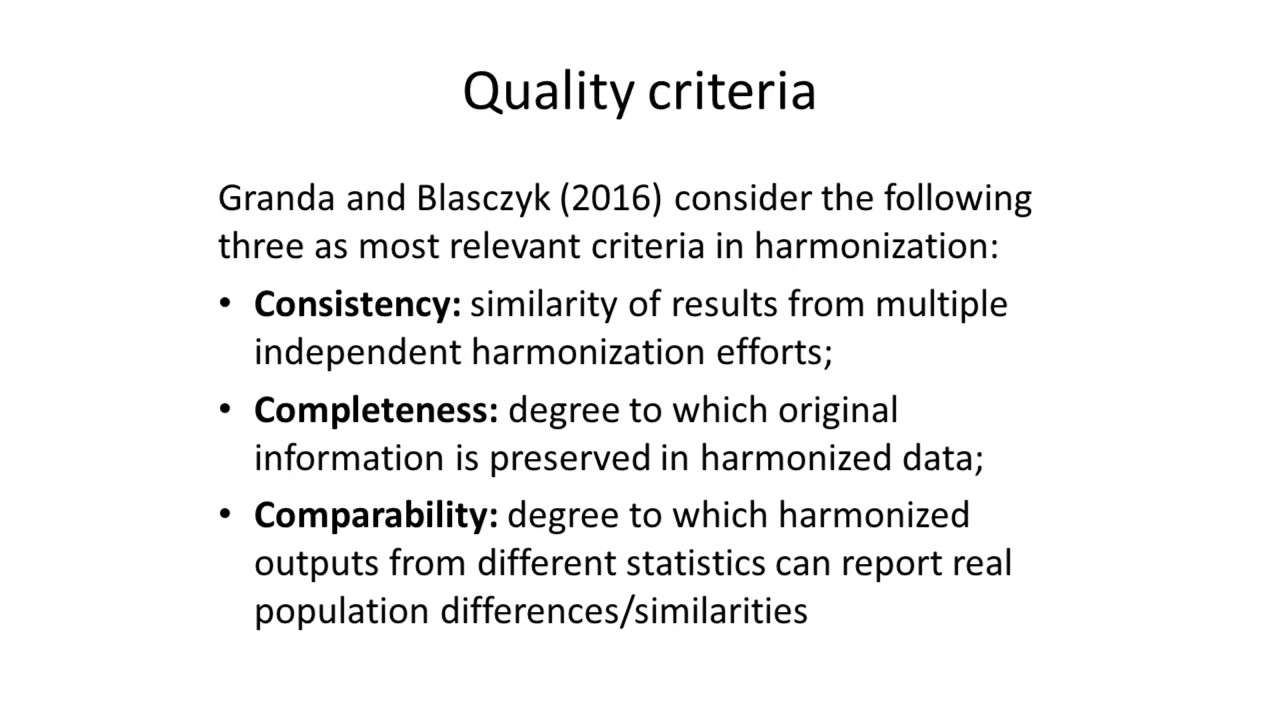 Quality criteria
Granda and Blasczyk (2016) consider the following
three as most relevant criteria in harmonization:
• Consistency: similarity of results from multiple
independent harmonization efforts;
• Completeness: degree to which original
information is preserved in harmonized data;
• Comparability: degree to which harmonized
outputs from different statistics can report real
population differences/similarities